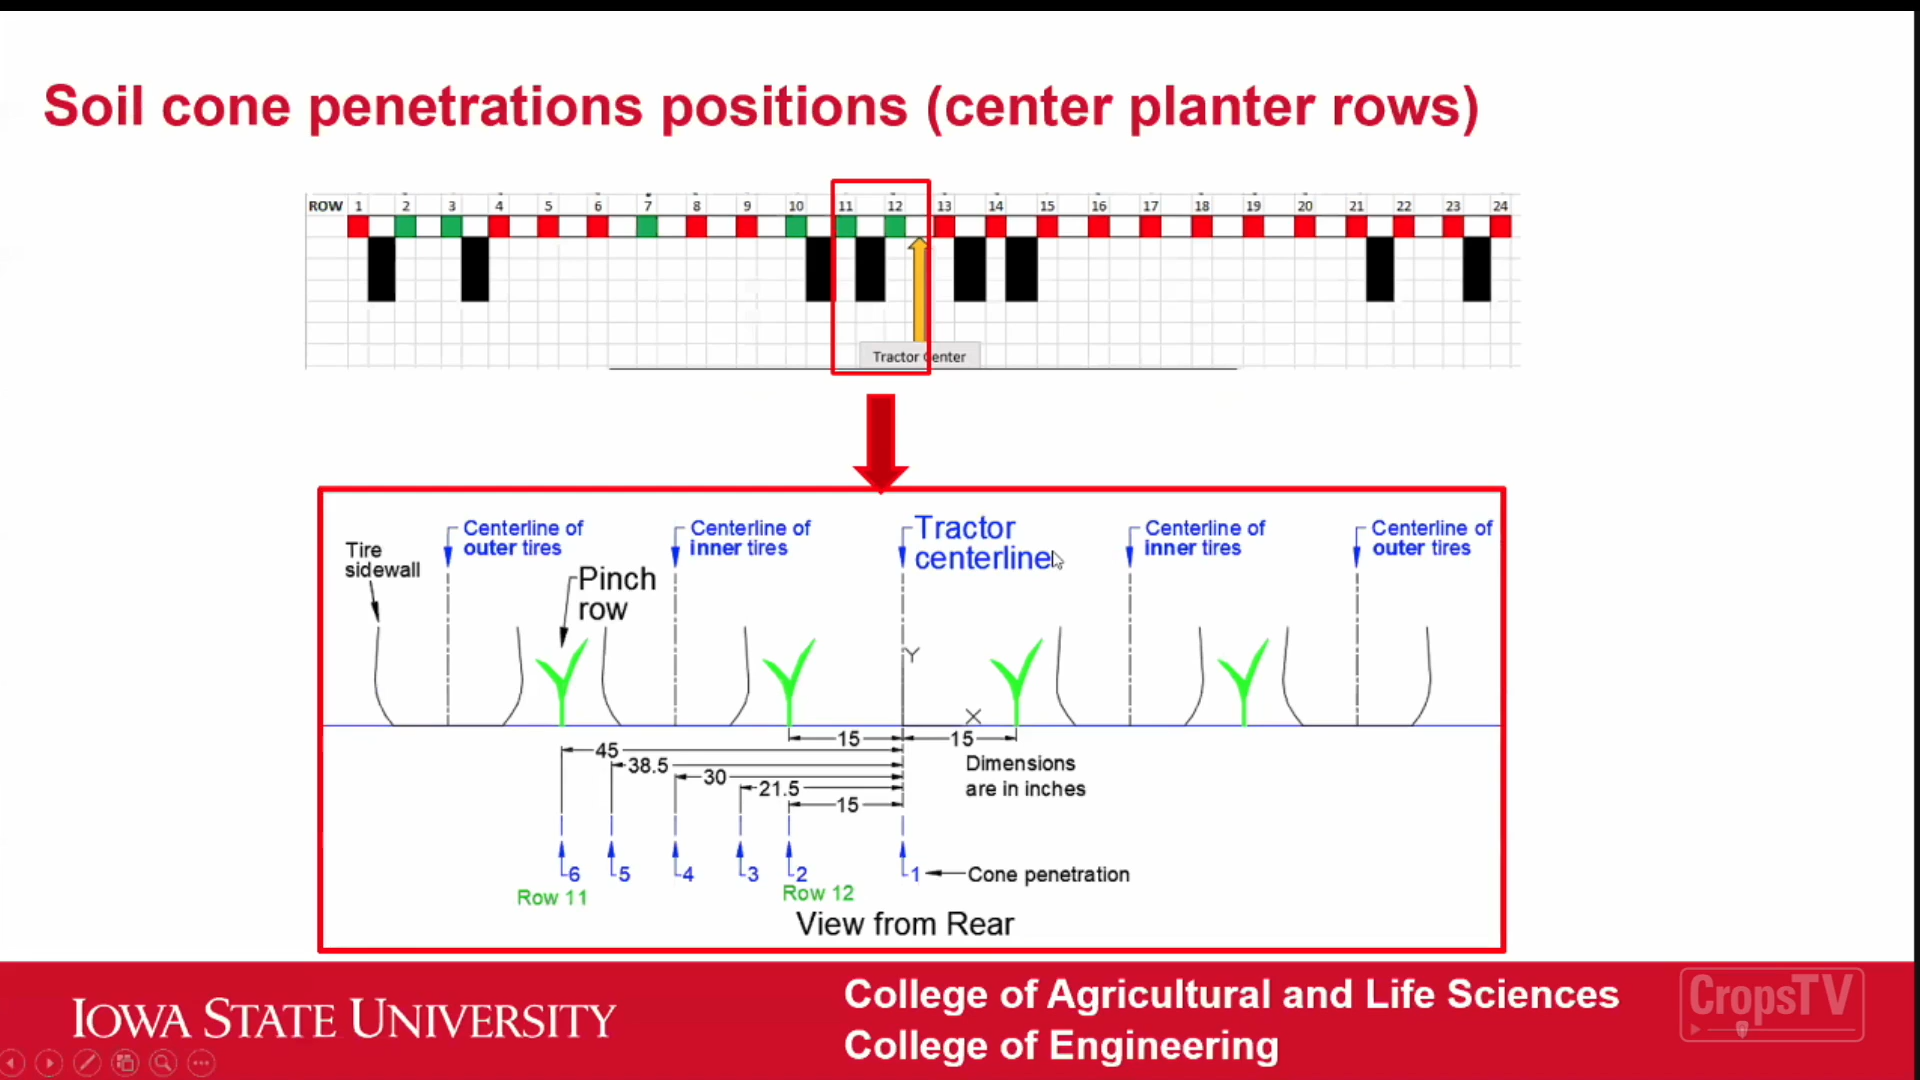 Soil cone penetrations positions (center planter rows)
ROW 1 2 3 4 5 6 7 8 9 10 11 12 13 14 15 16 17 18 19 20 21 22 23 24
Tractor Center
Centerline of
outer tires
Centerline of
inner tires
Tractor
centerline
Centerline of
inner tires
Centerline of
outer tires
Tire
sidewall
Pinch
row
Y
X
15 15
45
38.5
30
21.5
15
Dimensions
are in inches
6 5 4 3 2 1 Cone penetration
Row 11 Row 12
View from Rear
IOWA STATE UNIVERSITY
College of Agricultural and Life Sciences
College of Engineering
CropsTV